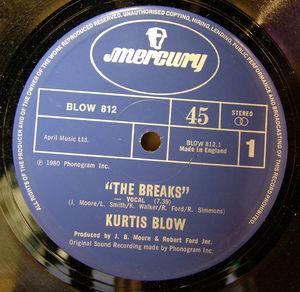 ALL RIGHTS OF THE PRODUCER AND OF THE OWNER OF THE WORK REPRODUCED RESERVED. UNAUTHORISED COPYING, HIRING, LENDING, PUBLIC PERFORMANCE AND BROADCASTING OF THIS RECORD PROHIBITED.
mercury
BLOW 812
45
STEREO
April Music Ltd.
BLOW 812.1
Made in England
1
℗ 1980 Phonogram Inc.
"THE BREAKS"
— VOCAL (7.39)
(J. Moore/L. Smith/K. Walker/R. Ford/R. Simmons)
KURTIS BLOW
Produced by J. B. Moore & Robert Ford Jnr.
Original Sound Recording made by
Phonogram Inc.